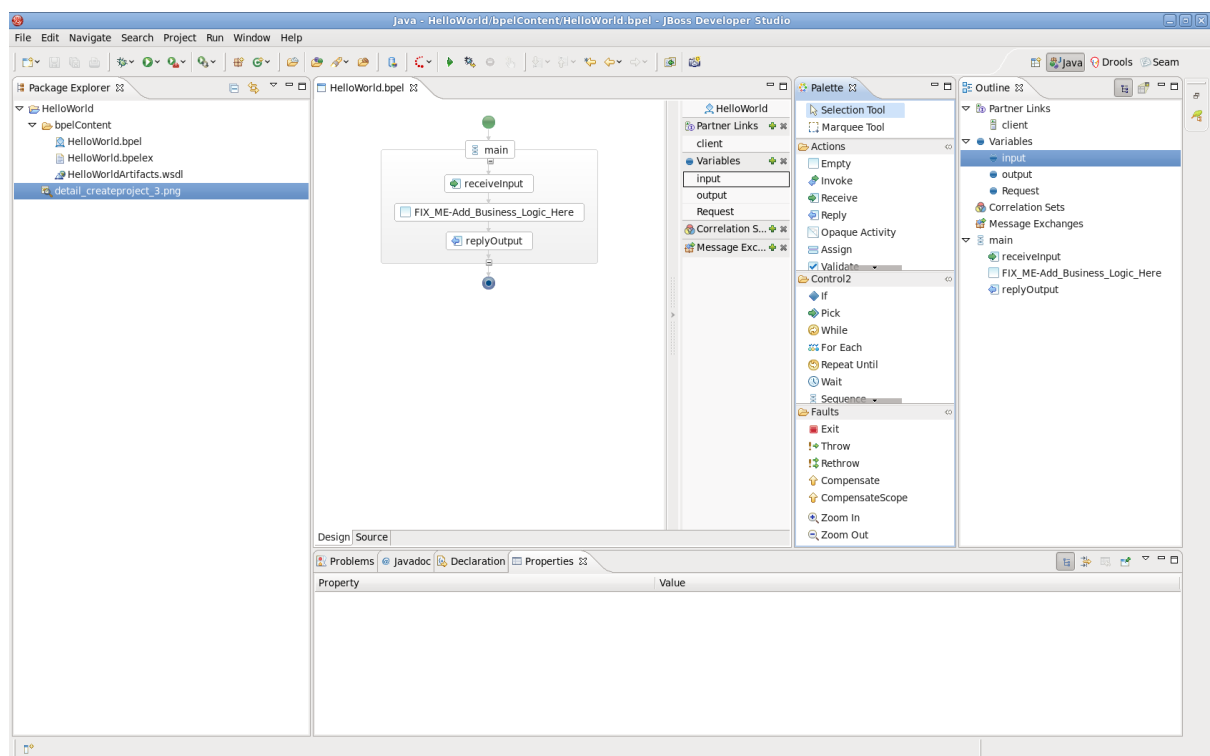 Java - HelloWorld/bpelContent/HelloWorld.bpel - JBoss Developer Studio
File Edit Navigate Search Project Run Window Help
Java Drools Seam
Package Explorer
HelloWorld
bpelContent
HelloWorld.bpel
HelloWorld.bpelex
HelloWorldArtifacts.wsdl
detail_createproject_3.png
HelloWorld.bpel
main
receiveInput
FIX_ME-Add_Business_Logic_Here
replyOutput
HelloWorld
Partner Links
client
Variables
input
output
Request
Correlation S...
Message Exc...
Design Source
Palette
Selection Tool
Marquee Tool
Actions
Empty
Invoke
Receive
Reply
Opaque Activity
Assign
Validate
Control2
If
Pick
While
For Each
Repeat Until
Wait
Sequence
Faults
Exit
Throw
Rethrow
Compensate
CompensateScope
Zoom In
Zoom Out
Outline
Partner Links
client
Variables
input
output
Request
Correlation Sets
Message Exchanges
main
receiveInput
FIX_ME-Add_Business_Logic_Here
replyOutput
Problems Javadoc Declaration Properties
Property Value